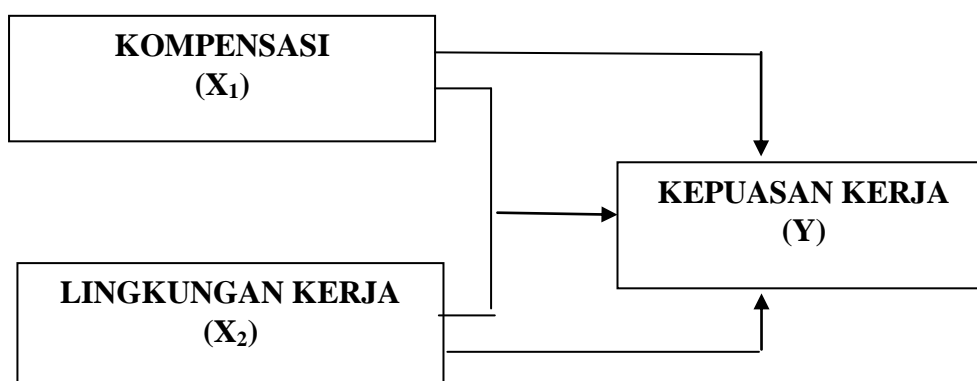 KOMPENSASI
(X₁)
KEPUASAN KERJA
(Y)
LINGKUNGAN KERJA
(X₂)